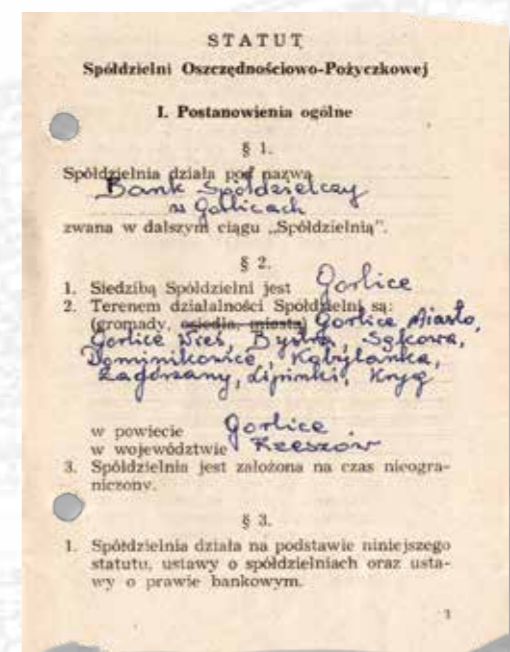 STATUT
Spółdzielni Oszczędnościowo-Pożyczkowej
I. Postanowienia ogólne
§ 1.
Spółdzielnia działa pod nazwą
Bank Spółdzielczy
w Gorlicach
zwana w dalszym ciągu „Spółdzielnią".
§ 2.
1. Siedzibą Spółdzielni jest Gorlice
2. Terenem działalności Spółdzielni są:
(gromady, osiedla, miasta) Gorlice Miasto,
Gorlice Wieś, Bystra, Sękowa,
Dominikowice, Kobylanka,
Zagórzany, Lipinki, Kryg
w powiecie Gorlice.
w województwie Rzeszów
3. Spółdzielnia jest założona na czas nieogra-
niczony.
§ 3.
1. Spółdzielnia działa na podstawie niniejszego
statutu, ustawy o spółdzielniach oraz usta-
wy o prawie bankowym.
3